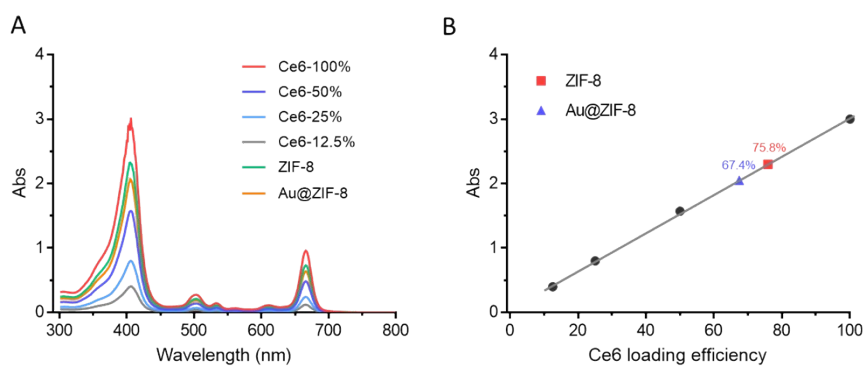 A
4
3
2
1
0
Abs
300
400
500
600
700
800
Wavelength (nm)
Ce6-100%
Ce6-50%
Ce6-25%
Ce6-12.5%
ZIF-8
Au@ZIF-8
B
4
3
2
1
0
Abs
0
20
40
60
80
100
Ce6 loading efficiency
ZIF-8
Au@ZIF-8
75.8%
67.4%